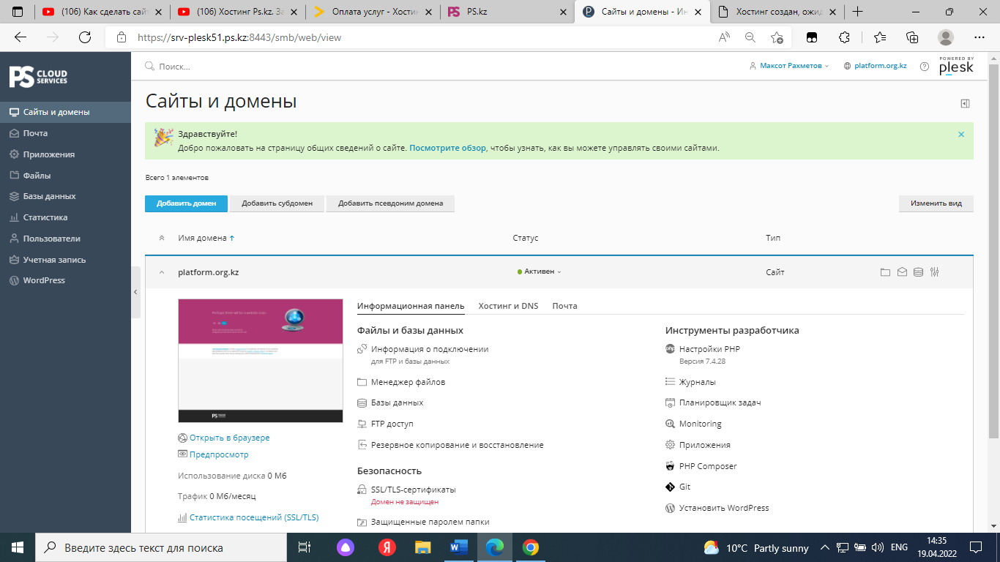 (106) Как сделать сай
(106) Хостинг Ps.kz. За
Оплата услуг - Хостин
PS.kz
Сайты и домены - Ин
Хостинг создан, ожид
https://srv-plesk51.ps.kz:8443/smb/web/view
PS CLOUD SERVICES
Поиск...
Максот Рахметов
platform.org.kz
POWERED BY
plesk
Сайты и домены
Почта
Приложения
Файлы
Базы данных
Статистика
Пользователи
Учетная запись
WordPress
Сайты и домены
Здравствуйте!
Добро пожаловать на страницу общих сведений о сайте. Посмотрите обзор, чтобы узнать, как вы можете управлять своими сайтами.
Всего 1 элементов
Добавить домен
Добавить субдомен
Добавить псевдоним домена
Изменить вид
Имя домена ↑
Статус
Тип
platform.org.kz
Активен
Сайт
PS
Открыть в браузере
Предпросмотр
Использование диска 0 Мб
Трафик 0 Мб/месяц
Статистика посещений (SSL/TLS)
Информационная панель
Хостинг и DNS
Почта
Файлы и базы данных
Информация о подключении
для FTP и базы данных
Менеджер файлов
Базы данных
FTP доступ
Резервное копирование и восстановление
Безопасность
SSL/TLS-сертификаты
Домен не защищен
Защищенные паролем папки
Инструменты разработчика
php
Настройки PHP
Версия 7.4.28
Журналы
Планировщик задач
Monitoring
Приложения
PHP Composer
Git
Установить WordPress
Введите здесь текст для поиска
10°C Partly sunny
ENG
14:35
19.04.2022